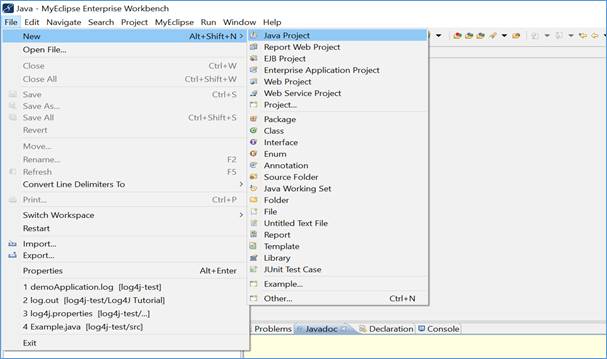 Java - MyEclipse Enterprise Workbench
File Edit Navigate Search Project MyEclipse Run Window Help
New Alt+Shift+N >
Open File...
Close Ctrl+W
Close All Ctrl+Shift+W
Save Ctrl+S
Save As...
Save All Ctrl+Shift+S
Revert
Move...
Rename... F2
Refresh F5
Convert Line Delimiters To >
Print... Ctrl+P
Switch Workspace >
Restart
Import...
Export...
Properties Alt+Enter
1 demoApplication.log [log4j-test]
2 log.out [log4j-test/Log4J Tutorial]
3 log4j.properties [log4j-test/...]
4 Example.java [log4j-test/src]
Exit
Java Project
Report Web Project
EJB Project
Enterprise Application Project
Web Project
Web Service Project
Project...
Package
Class
Interface
Enum
Annotation
Source Folder
Java Working Set
Folder
File
Untitled Text File
Report
Template
Library
JUnit Test Case
Example...
Other... Ctrl+N
Problems Javadoc Declaration Console